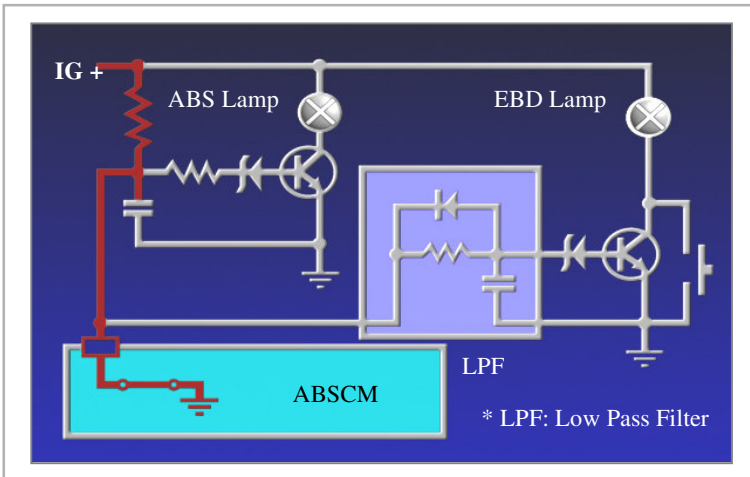 IG +
ABS Lamp
EBD Lamp
LPF
ABSCM
* LPF: Low Pass Filter